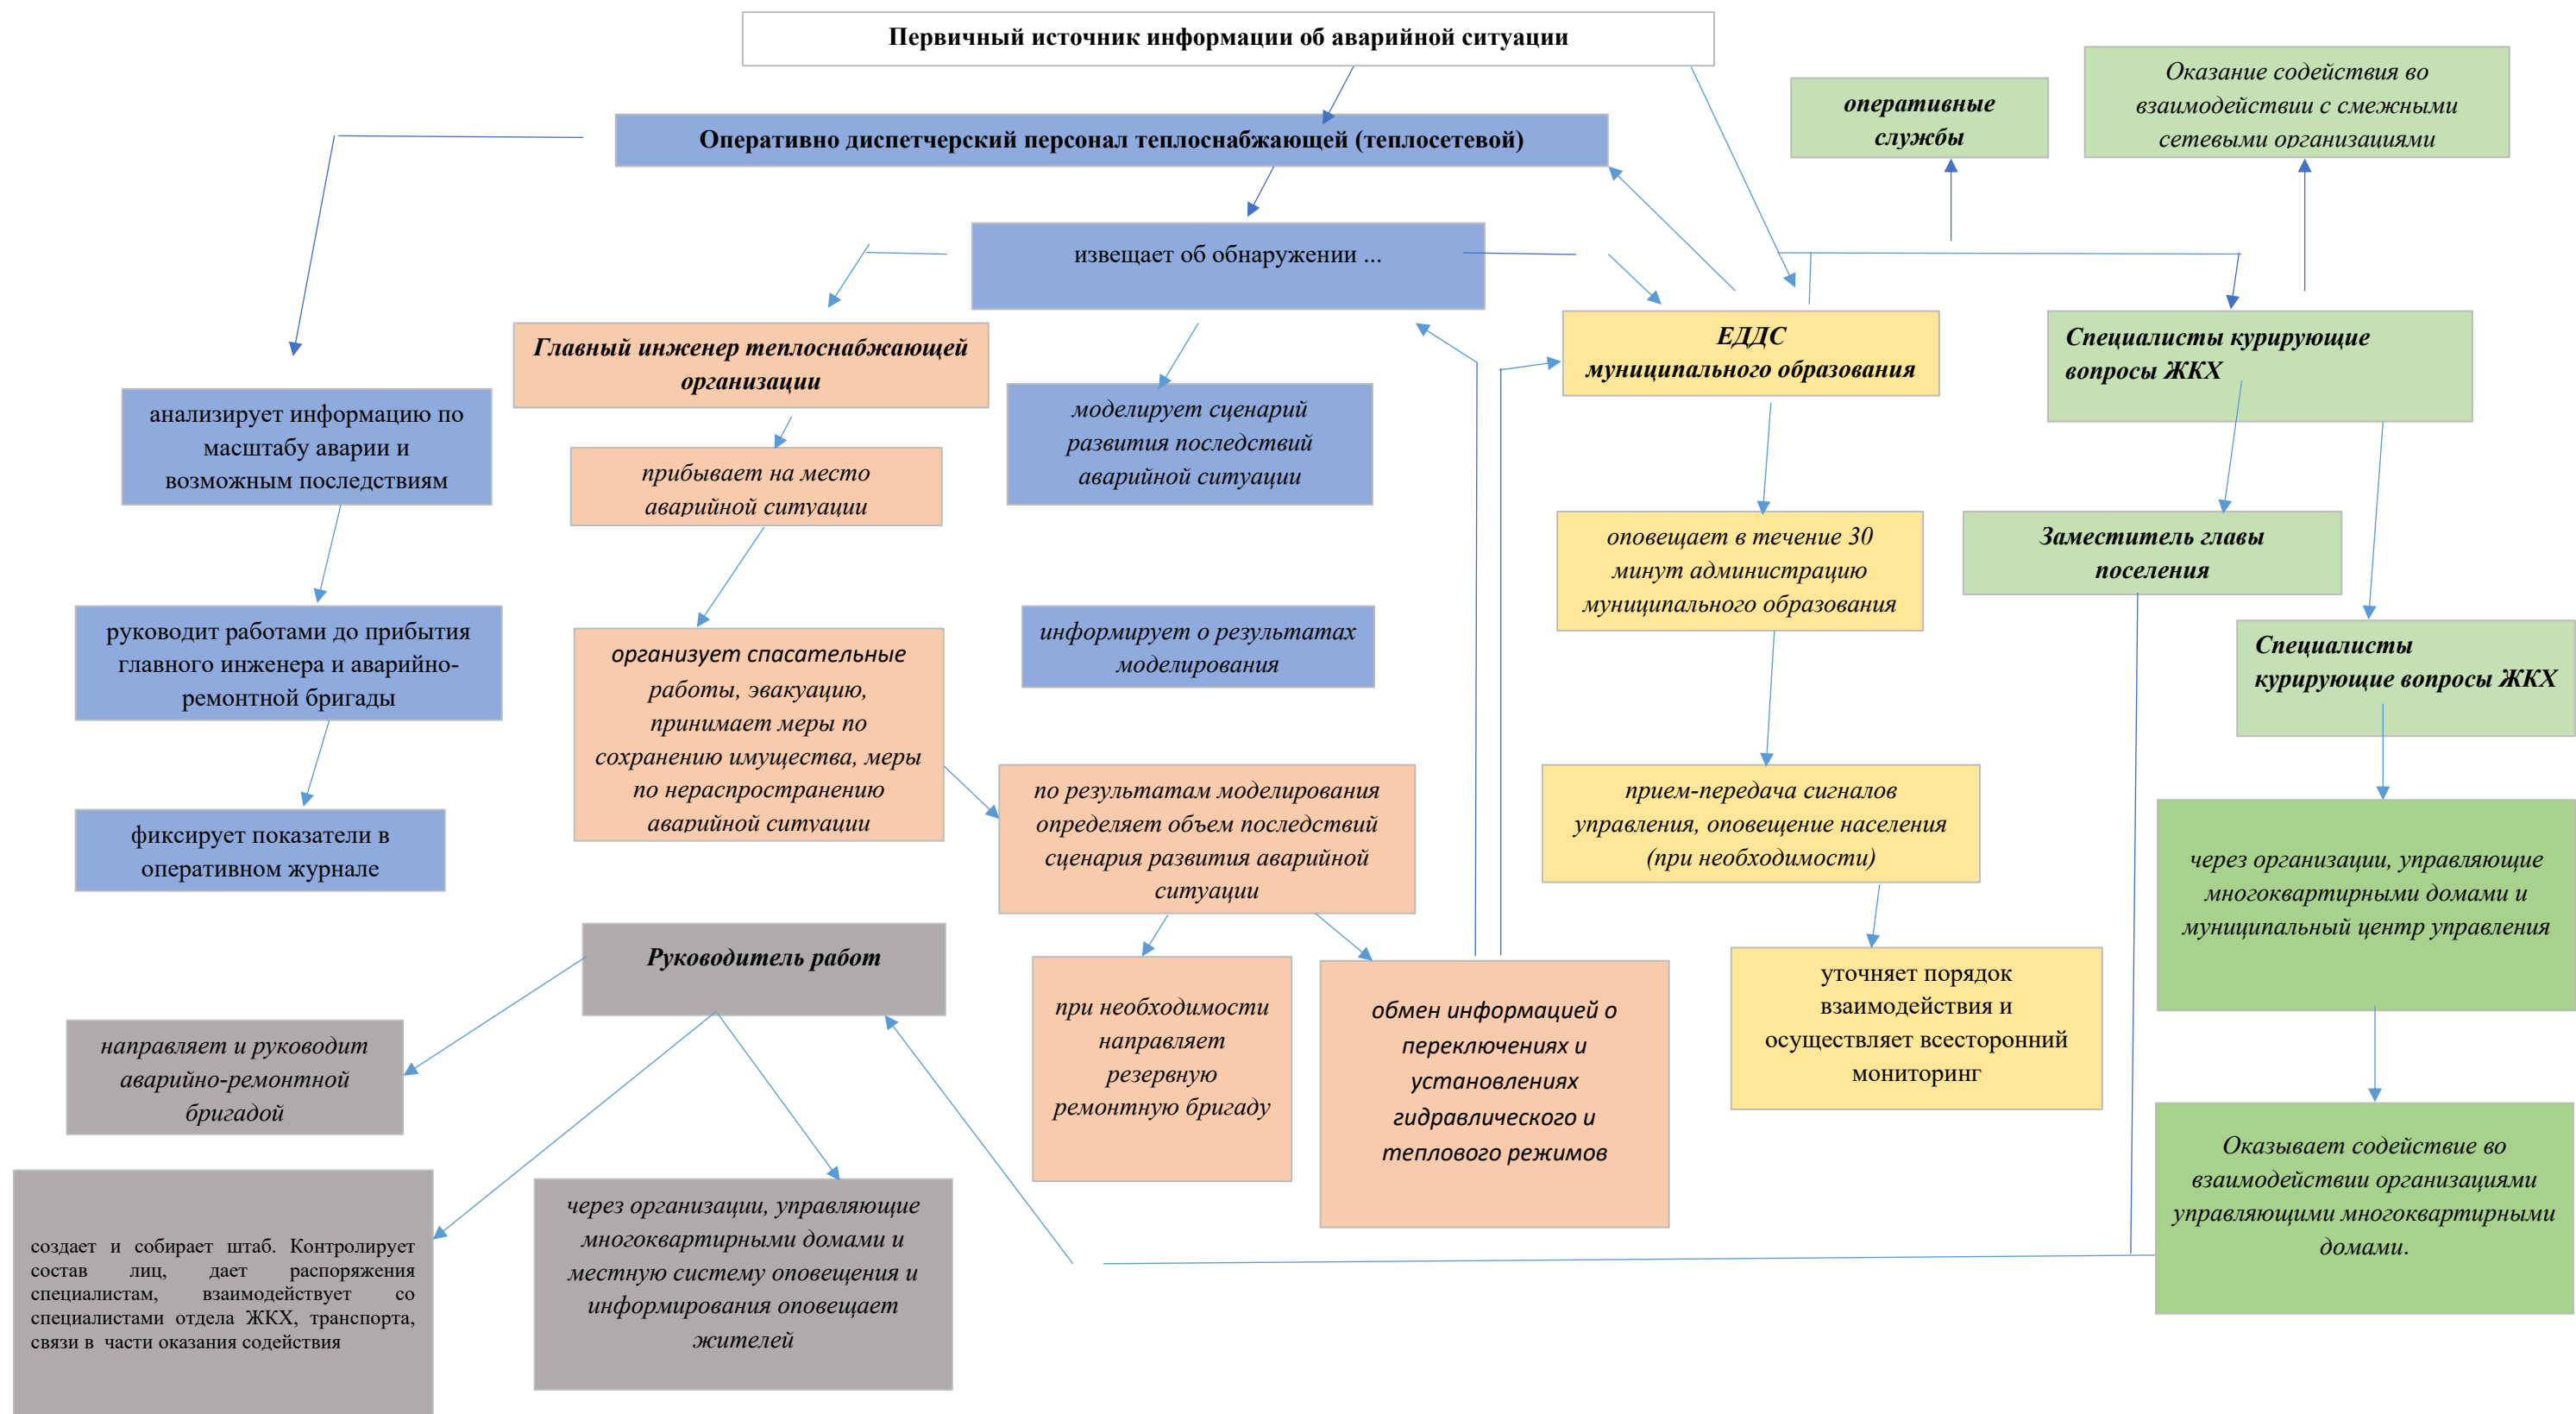 Первичный источник информации об аварийной ситуации
Оказание содействия во
взаимодействии с смежными
сетевыми организациями
оперативные
службы
Оперативно диспетчерский персонал теплоснабжающей (теплосетевой)
извещает об обнаружении ...
Главный инженер теплоснабжающей
организации
ЕДДС
муниципального образования
Специалисты курирующие
вопросы ЖКХ
анализирует информацию по
масштабу аварии и
возможным последствиям
прибывает на место
аварийной ситуации
моделирует сценарий
развития последствий
аварийной ситуации
оповещает в течение 30
минут администрацию
муниципального образования
Заместитель главы
поселения
руководит работами до прибытия
главного инженера и аварийно-
ремонтной бригады
организует спасательные
работы, эвакуацию,
принимает меры по
сохранению имущества, меры
по нераспространению
аварийной ситуации
информирует о результатах
моделирования
Специалисты
курирующие вопросы ЖКХ
фиксирует показатели в
оперативном журнале
по результатам моделирования
определяет объем последствий
сценария развития аварийной
ситуации
прием-передача сигналов
управления, оповещение населения
(при необходимости)
через организации, управляющие
многоквартирными домами и
муниципальный центр управления
Руководитель работ
при необходимости
направляет
резервную
ремонтную бригаду
обмен информацией о
переключениях и
установлениях
гидравлического и
теплового режимов
уточняет порядок
взаимодействия и
осуществляет всесторонний
мониторинг
направляет и руководит
аварийно-ремонтной
бригадой
Оказывает содействие во
взаимодействии организациями
управляющими многоквартирными
домами.
создает и собирает штаб. Контролирует
состав лиц, дает распоряжения
специалистам, взаимодействует со
специалистами отдела ЖКХ, транспорта,
связи в части оказания содействия
через организации, управляющие
многоквартирными домами и
местную систему оповещения и
информирования оповещает
жителей